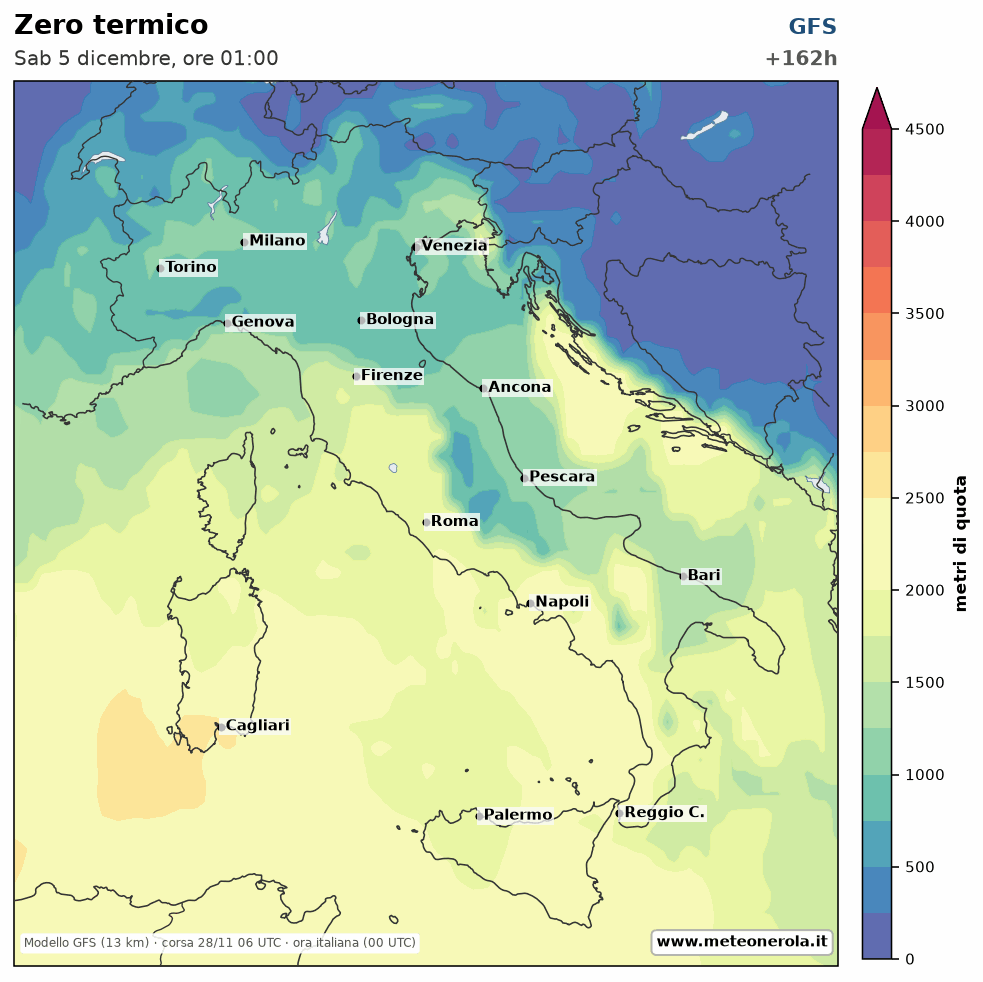 Zero termico
GFS
Sab 5 dicembre, ore 01:00
+162h
Milano
Venezia
Torino
Genova
Bologna
Firenze
Ancona
Pescara
Roma
Bari
Napoli
Cagliari
Palermo
Reggio C.
4500
4000
3500
3000
2500
2000
1500
1000
500
0
metri di quota
Modello GFS (13 km) · corsa 28/11 06 UTC · ora italiana (00 UTC)
www.meteonerola.it